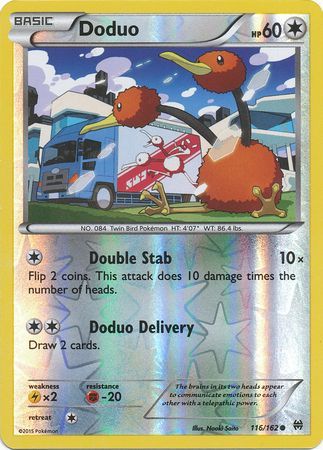 BASIC
Doduo
HP60
NO. 084 Twin Bird Pokémon HT: 4'07" WT: 86.4 lbs.
Double Stab 10×
Flip 2 coins. This attack does 10 damage times
the number of heads.
Doduo Delivery
Draw 2 cards.
weakness
×2
resistance
-20
retreat
The brains in its two heads appear
to communicate emotions to each
other with a telepathic power.
©2015 Pokémon
Illus. Naoki Saito
116/162